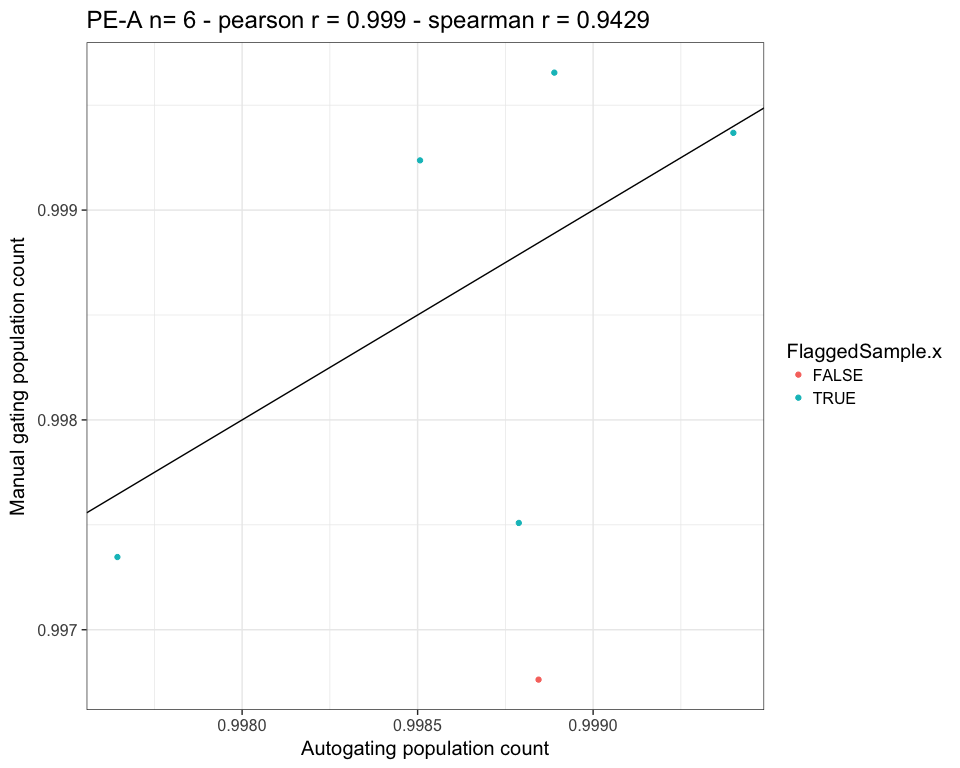 PE-A n= 6 - pearson r = 0.999 - spearman r = 0.9429
Manual gating population count
0.999
0.998
0.997
0.9980
0.9985
0.9990
Autogating population count
FlaggedSample.x
FALSE
TRUE